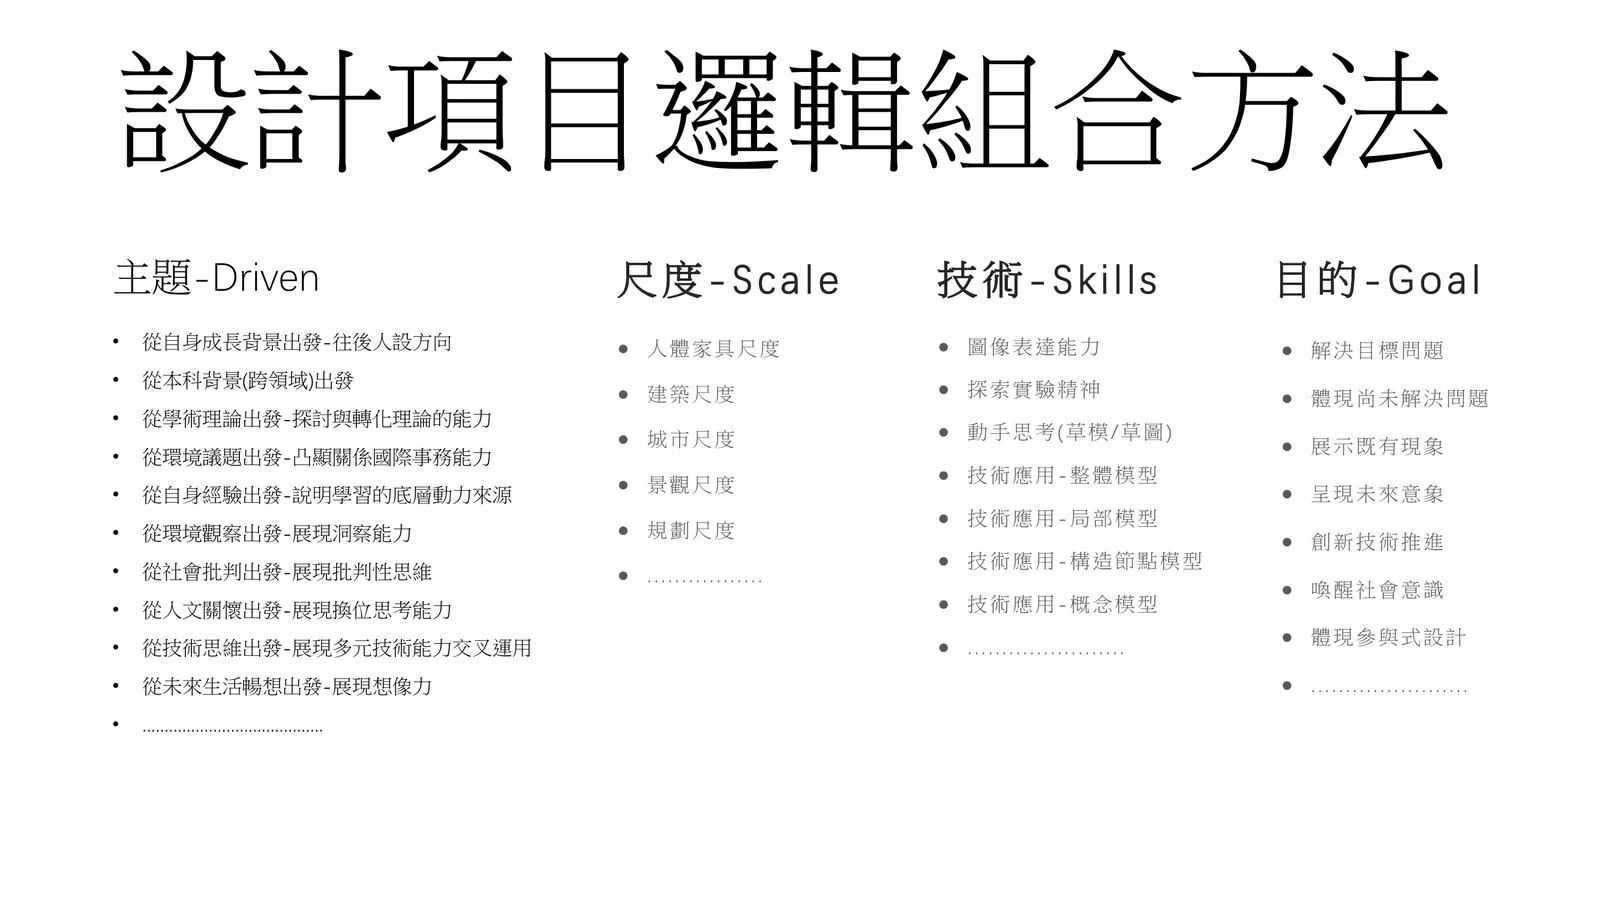 設計項目邏輯組合方法
主題-Driven
• 從自身成長背景出發-往後人設方向
• 從本科背景(跨領域)出發
• 從學術理論出發-探討與轉化理論的能力
• 從環境議題出發-凸顯關係國際事務能力
• 從自身經驗出發-說明學習的底層動力來源
• 從環境觀察出發-展現洞察能力
• 從社會批判出發-展現批判性思維
• 從人文關懷出發-展現換位思考能力
• 從技術思維出發-展現多元技術能力交叉運用
• 從未來生活暢想出發-展現想像力
• .......................................
尺度-Scale
• 人體家具尺度
• 建築尺度
• 城市尺度
• 景觀尺度
• 規劃尺度
• .................
技術-Skills
• 圖像表達能力
• 探索實驗精神
• 動手思考(草模/草圖)
• 技術應用-整體模型
• 技術應用-局部模型
• 技術應用-構造節點模型
• 技術應用-概念模型
• .......................
目的-Goal
• 解決目標問題
• 體現尚未解決問題
• 展示既有現象
• 呈現未來意象
• 創新技術推進
• 喚醒社會意識
• 體現參與式設計
• .......................